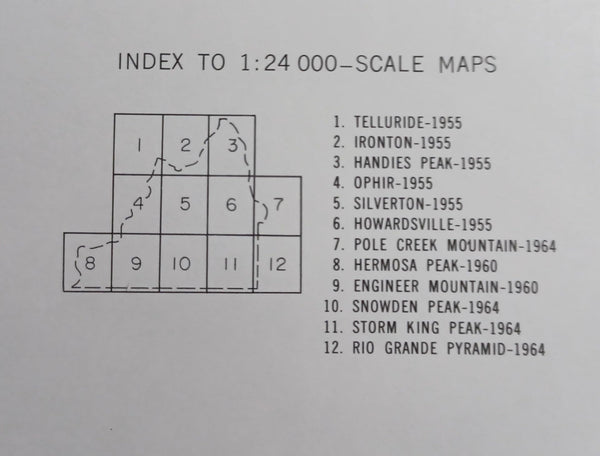 INDEX TO 1:24 000–SCALE MAPS
1 2 3
4 5 6 7
8 9 10 11 12
1. TELLURIDE-1955
2. IRONTON-1955
3. HANDIES PEAK-1955
4. OPHIR-1955
5. SILVERTON-1955
6. HOWARDSVILLE-1955
7. POLE CREEK MOUNTAIN-1964
8. HERMOSA PEAK-1960
9. ENGINEER MOUNTAIN-1960
10. SNOWDEN PEAK-1964
11. STORM KING PEAK-1964
12. RIO GRANDE PYRAMID-1964